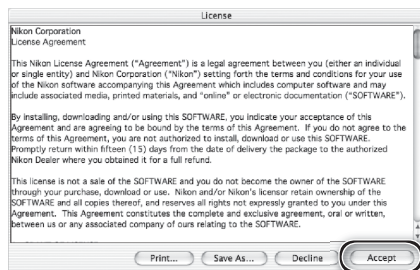 License
Nikon Corporation
License Agreement
This Nikon License Agreement ("Agreement") is a legal agreement between you (either an individual
or single entity) and Nikon Corporation ("Nikon") setting forth the terms and conditions for your use
of the Nikon software accompanying this Agreement which includes computer software and may
include associated media, printed materials, and "online" or electronic documentation ("SOFTWARE").
By installing, downloading and/or using this SOFTWARE, you indicate your acceptance of this
Agreement and are agreeing to be bound by the terms of this Agreement. If you do not agree to the
terms of this Agreement, you are not authorized to install, download or use this SOFTWARE.
Promptly return within fifteen (15) days from the date of delivery the package to the authorized
Nikon Dealer where you obtained it for a full refund.
This license is not a sale of the SOFTWARE and you do not become the owner of the SOFTWARE
through your purchase, download or use. Nikon and/or Nikon's licensor retain ownership of the
SOFTWARE and all copies thereof, and reserves all rights not expressly granted to you under this
Agreement. This Agreement constitutes the complete and exclusive agreement, oral or written,
between us or any associated company of ours relating to the SOFTWARE.
Print... Save As... Decline Accept